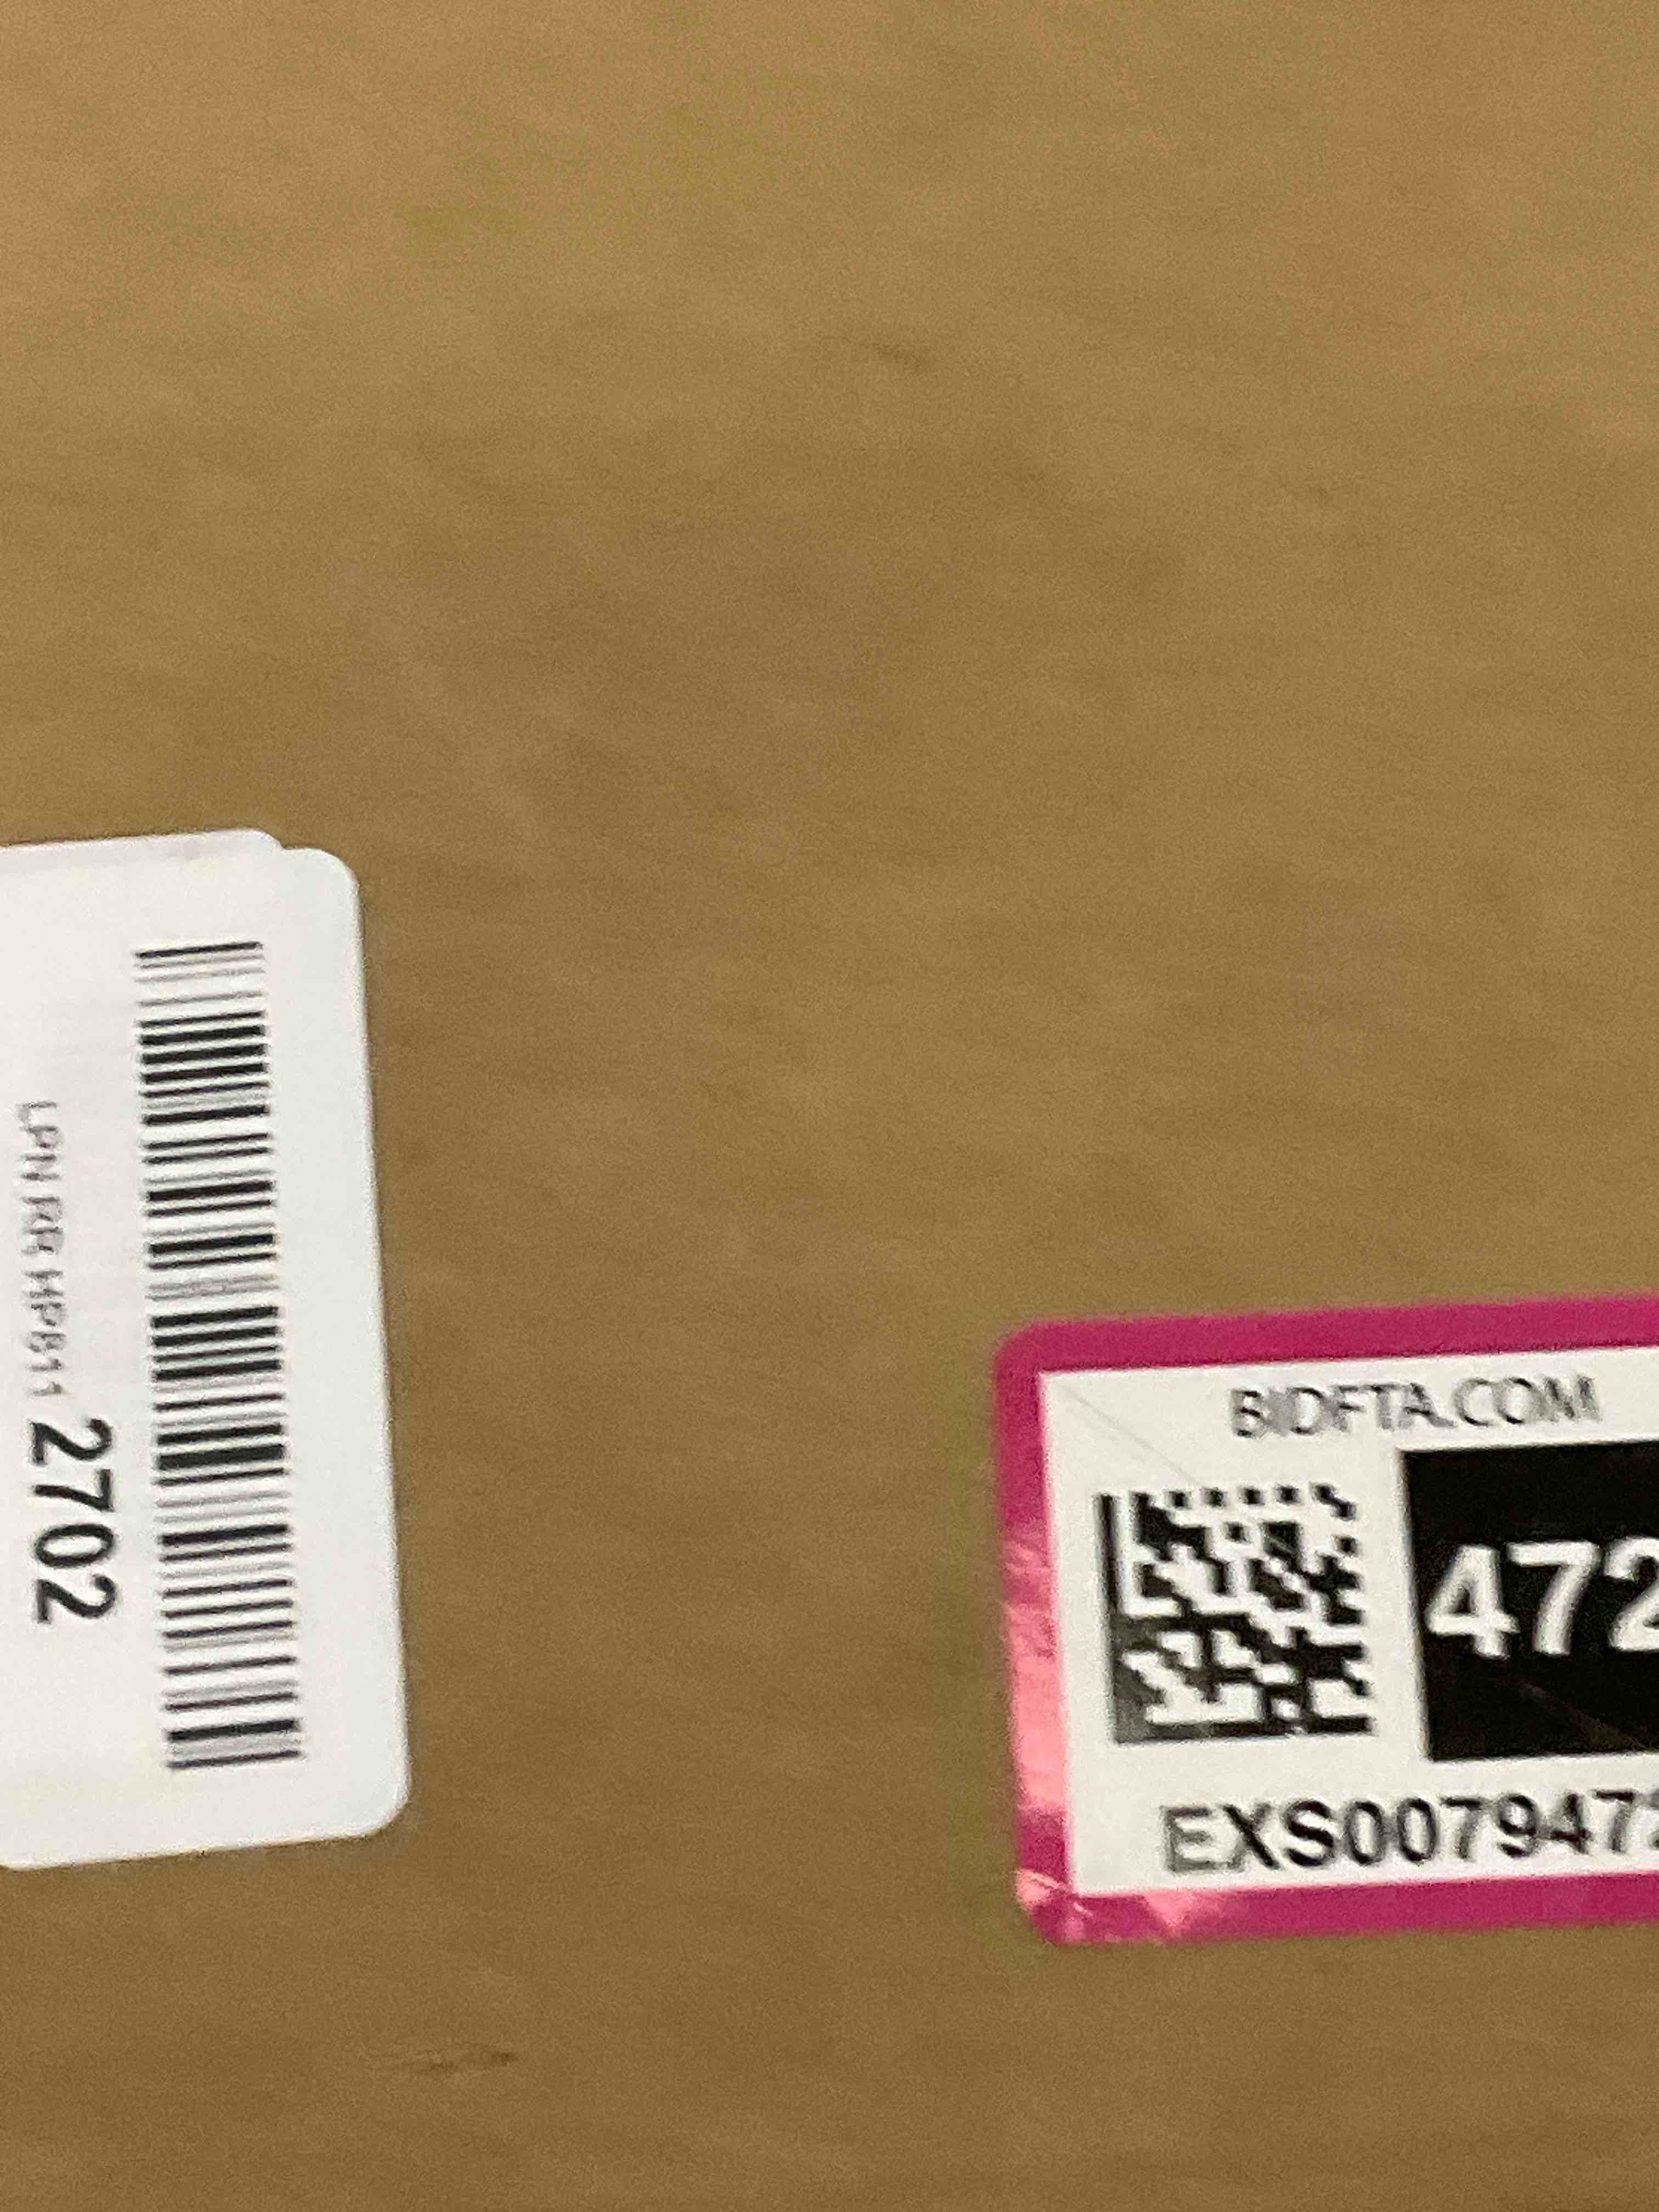 LPN RR HPB11 2702
BIDFTA.COM
472
EXS0079472